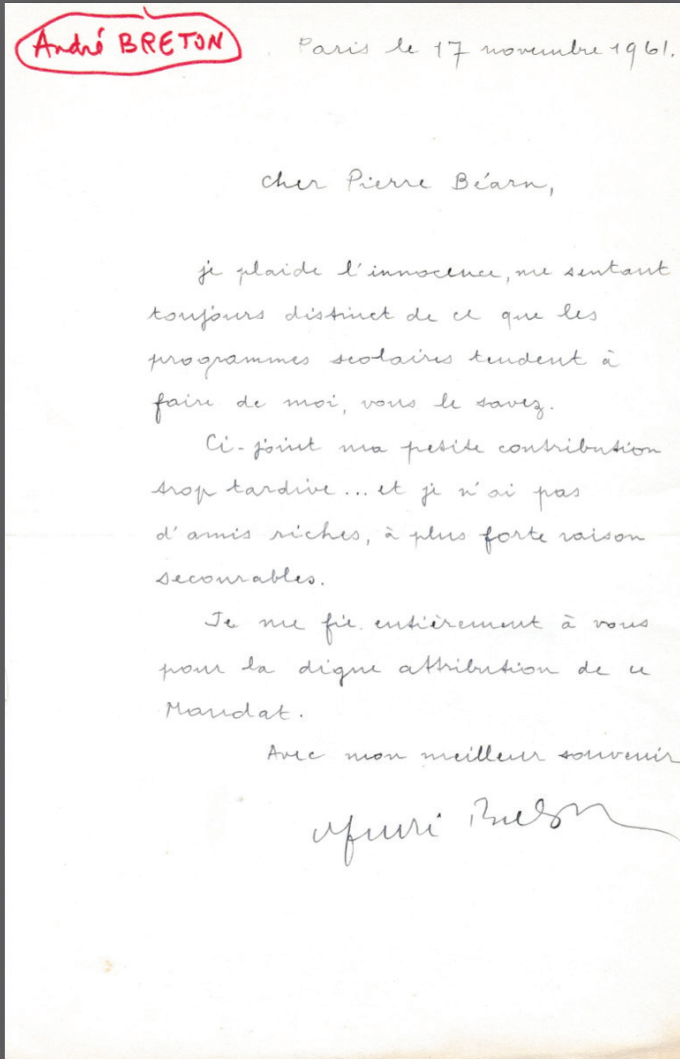 André BRETON
Paris le 17 novembre 1961.
Cher Pierre Béarn,
je plaide l'innocence, me sentant
toujours distinct de ce que les
programmes scolaires tendent à
faire de moi, vous le savez.
Ci-joint ma petite contribution
trop tardive... et je n'ai pas
d'amis riches, à plus forte raison
secourables.
Je me fie entièrement à vous
pour la digne attribution de ce
Mandat.
Avec mon meilleur souvenir
André Breton